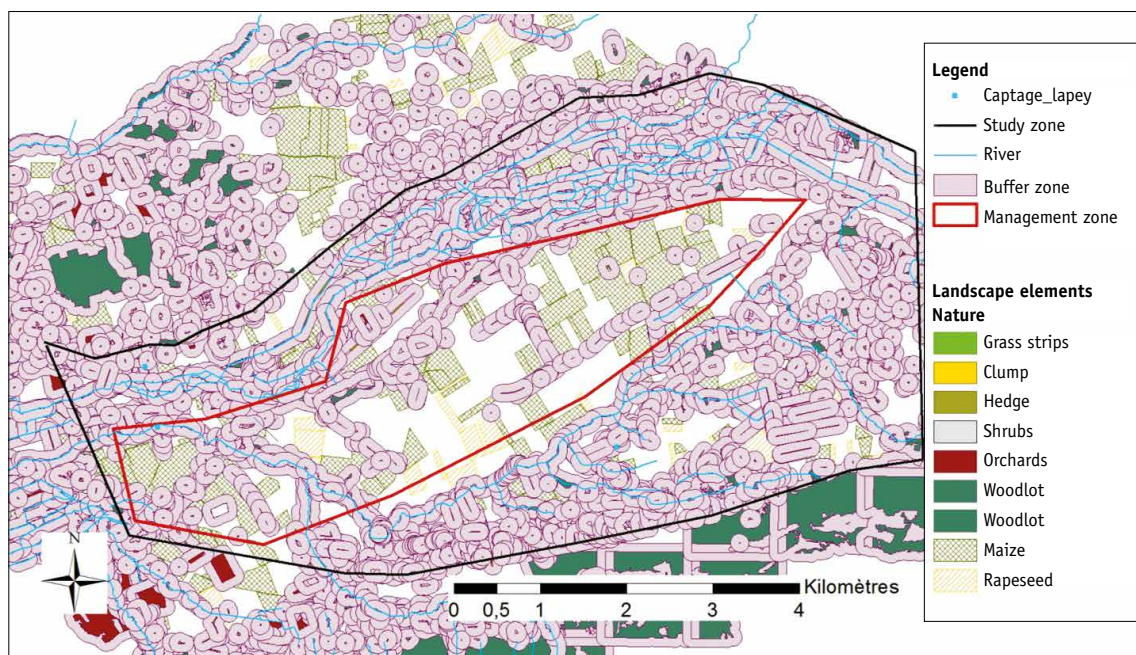 Legend
Captage_lapey
Study zone
River
Buffer zone
Management zone
Landscape elements
Nature
Grass strips
Clump
Hedge
Shrubs
Orchards
Woodlot
Woodlot
Maize
Rapeseed
N
Kilomètres
0 0,5 1 2 3 4